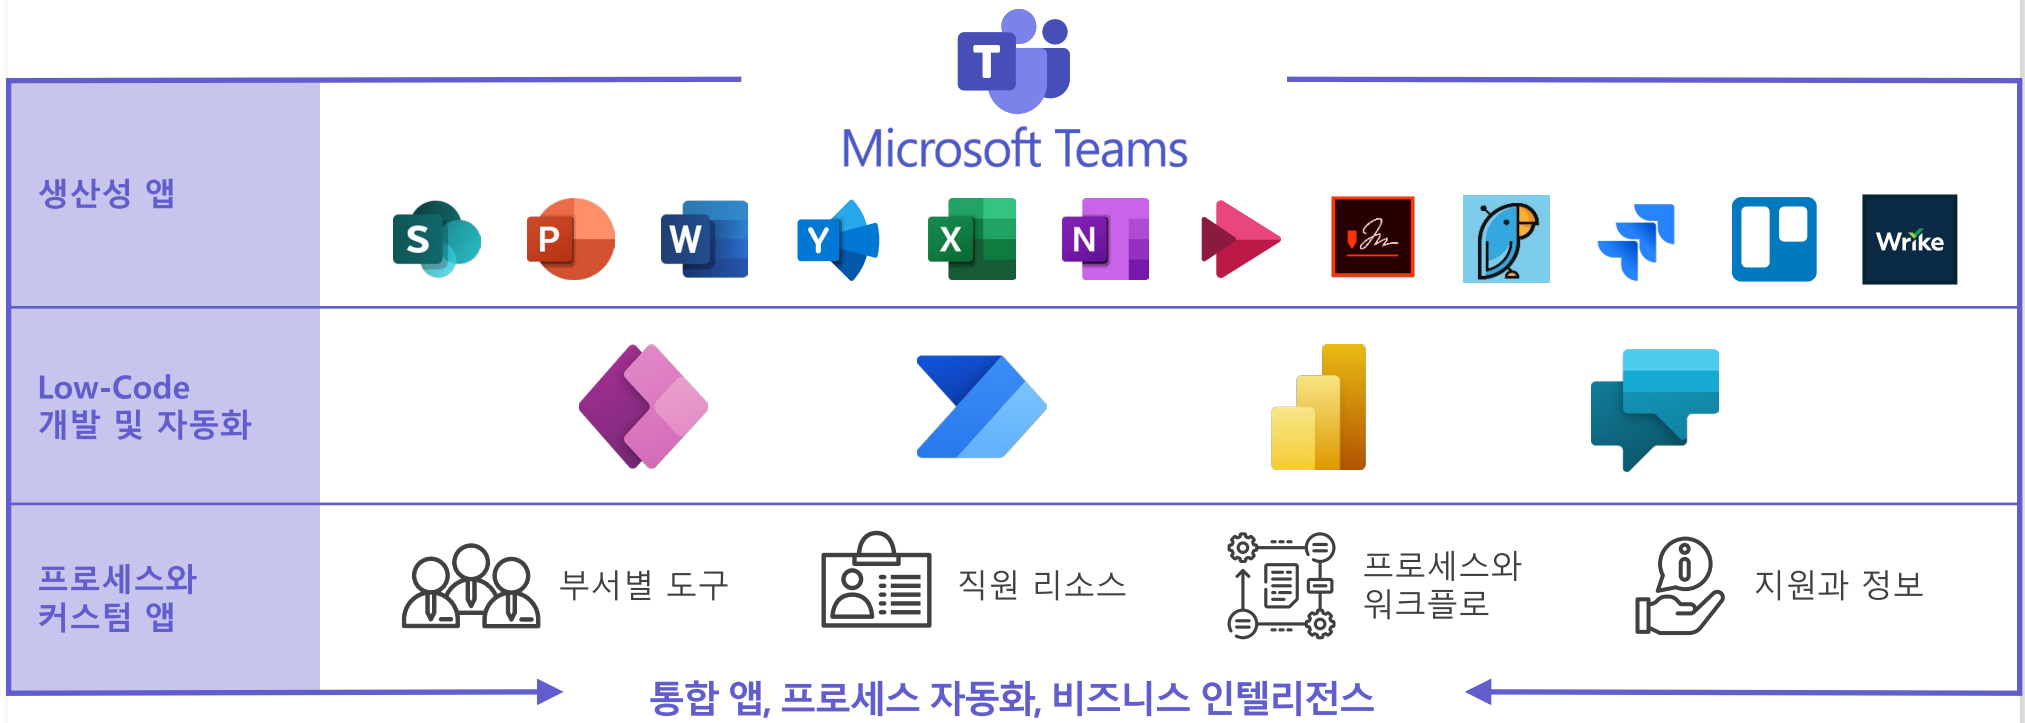 T
Microsoft Teams
생산성 앱
S
P
W
Y
X
N
Wrike
Low-Code
개발 및 자동화
프로세스와
커스텀 앱
부서별 도구
직원 리소스
프로세스와
워크플로
지원과 정보
통합 앱, 프로세스 자동화, 비즈니스 인텔리전스